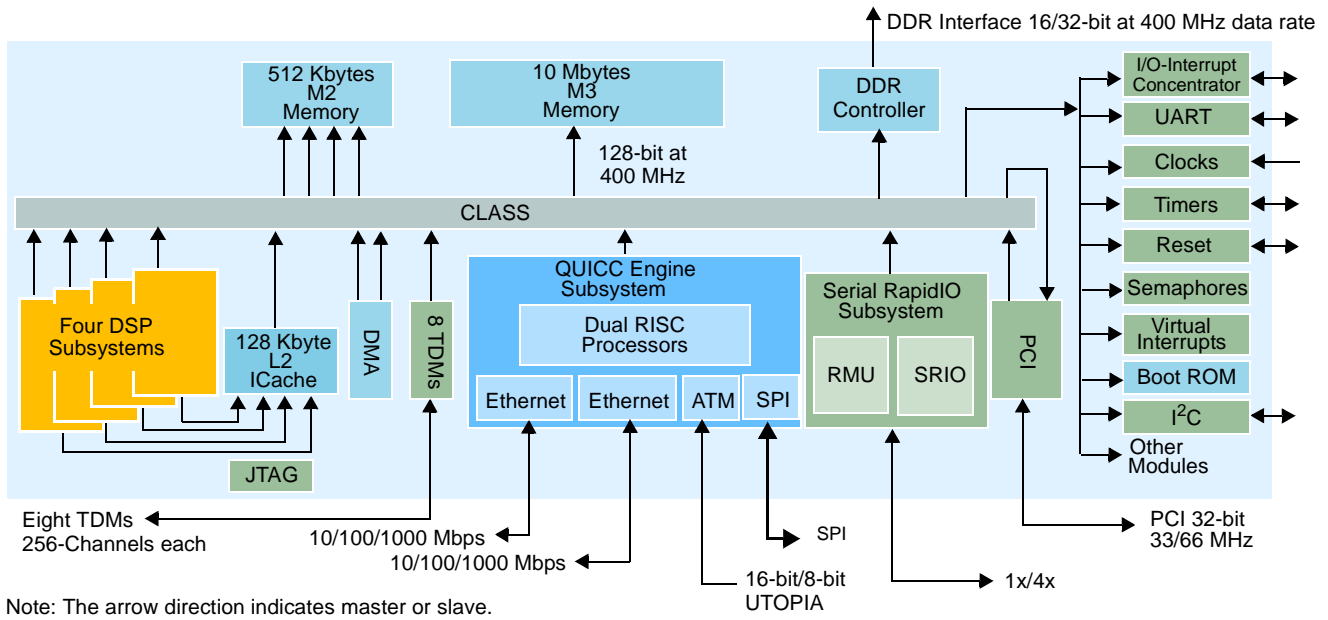 DDR Interface 16/32-bit at 400 MHz data rate
512 Kbytes
M2
Memory
10 Mbytes
M3
Memory
DDR
Controller
I/O-Interrupt
Concentrator
UART
Clocks
Timers
Reset
Semaphores
Virtual
Interrupts
Boot ROM
I²C
Other
Modules
128-bit at
400 MHz
CLASS
Four DSP
Subsystems
128 Kbyte
L2
ICache
DMA
8 TDMs
QUICC Engine
Subsystem
Dual RISC
Processors
Ethernet
Ethernet
ATM
SPI
Serial RapidIO
Subsystem
RMU
SRIO
PCI
JTAG
Eight TDMs
256-Channels each
10/100/1000 Mbps
10/100/1000 Mbps
SPI
16-bit/8-bit
UTOPIA
1x/4x
PCI 32-bit
33/66 MHz
Note: The arrow direction indicates master or slave.